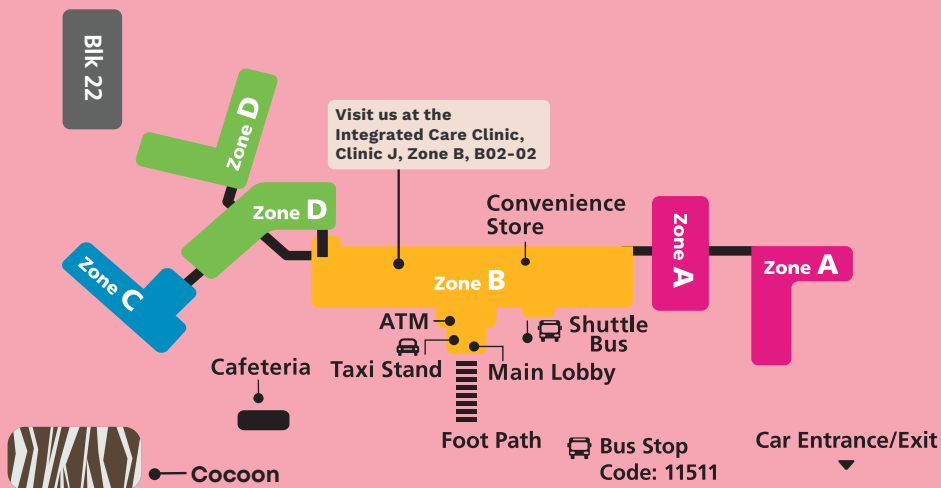 Blk 22
Zone D
Visit us at the
Integrated Care Clinic,
Clinic J, Zone B, B02-02
Zone D
Convenience
Store
Zone A
Zone A
Zone C
Zone B
ATM
Shuttle
Bus
Taxi Stand
Main Lobby
Cafeteria
Foot Path
Bus Stop
Code: 11511
Car Entrance/Exit
Cocoon